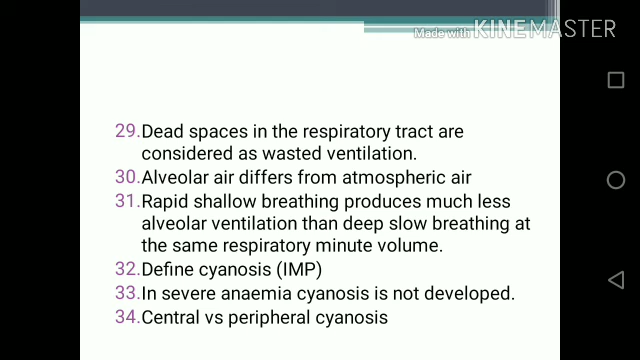 Made with KINEMASTER
29. Dead spaces in the respiratory tract are
considered as wasted ventilation.
30. Alveolar air differs from atmospheric air
31. Rapid shallow breathing produces much less
alveolar ventilation than deep slow breathing at
the same respiratory minute volume.
32. Define cyanosis (IMP)
33. In severe anaemia cyanosis is not developed.
34. Central vs peripheral cyanosis